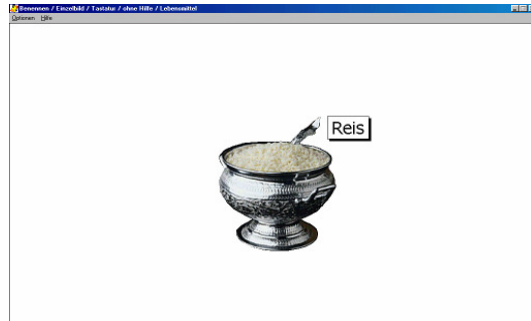 Benennen / Einzelbild / Tastatur / ohne Hilfe / Lebensmittel
Optionen Hilfe
Reis